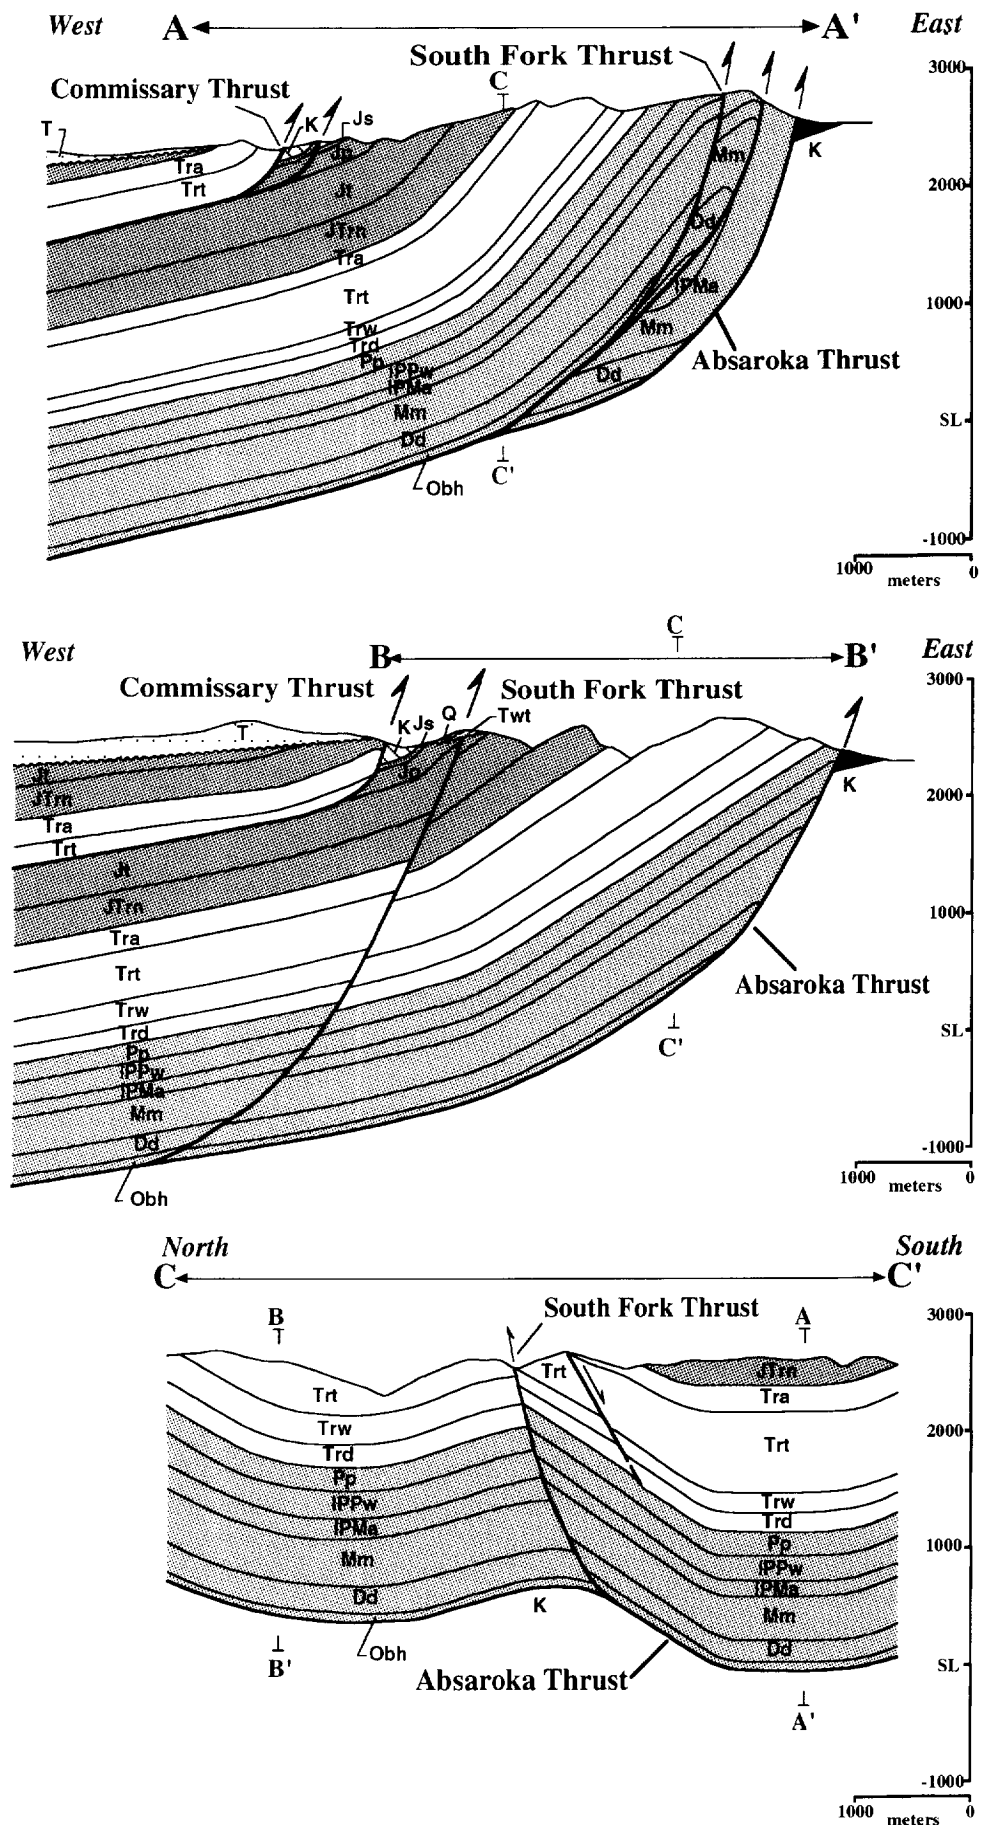 West A A' East
South Fork Thrust
3000
Commissary Thrust C
T K Js
Jp
K
Tra Mm
Trt Jt
2000
Dd
JTrn
Tra
IPMa
Trt
1000
Trw Mm
Trd Absaroka Thrust
Pp
IPPw Dd
IPMa
Mm
SL
Dd
C'
Obh
-1000
1000 0
meters
C
West B B' East
3000
Commissary Thrust South Fork Thrust
K Js Q Twt
T
Jt Jp
JTrn K
2000
Tra
Trt
Jt
JTrn
1000
Tra
Trt
Absaroka Thrust
Trw
Trd SL
C'
Pp
IPPw
IPMa
Mm
Dd
-1000
1000 0
meters
Obh
North South
C C'
South Fork Thrust
B A
3000
Trt JTrn
Trt Tra
Trw 2000
Trt
Trd
Pp
IPPw Trw
Trd
IPMa Pp
1000
Mm IPPw
IPMa
Dd K Mm
Obh Dd
B' Absaroka Thrust SL
A'
-1000
1000 0
meters